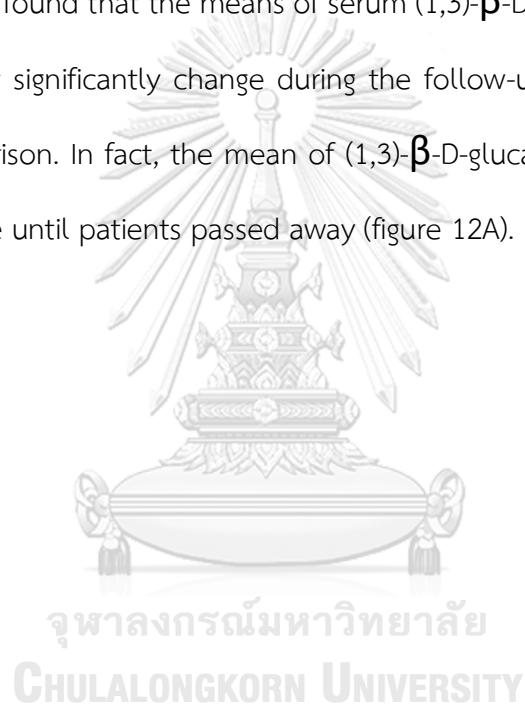 found that the means of serum (1,3)-β-D
significantly change during the follow-u
rison. In fact, the mean of (1,3)-β-D-gluca
e until patients passed away (figure 12A).
จุฬาลงกรณ์มหาวิทยาลัย
CHULALONGKORN UNIVERSITY